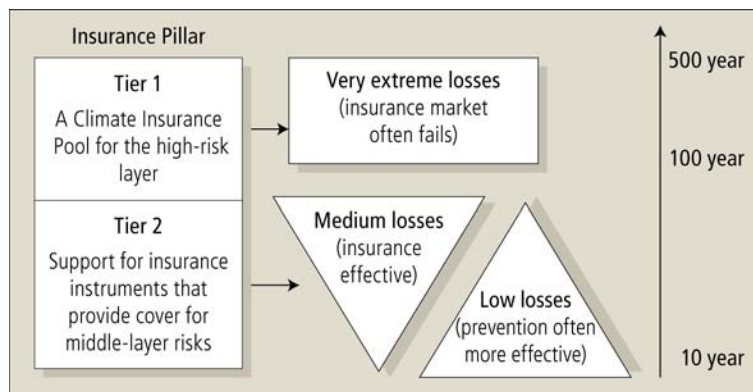 Insurance Pillar
Tier 1
A Climate Insurance
Pool for the high-risk
layer
Tier 2
Support for insurance
instruments that
provide cover for
middle-layer risks
Very extreme losses
(insurance market
often fails)
Medium losses
(insurance
effective)
Low losses
(prevention often
more effective)
500 year
100 year
10 year